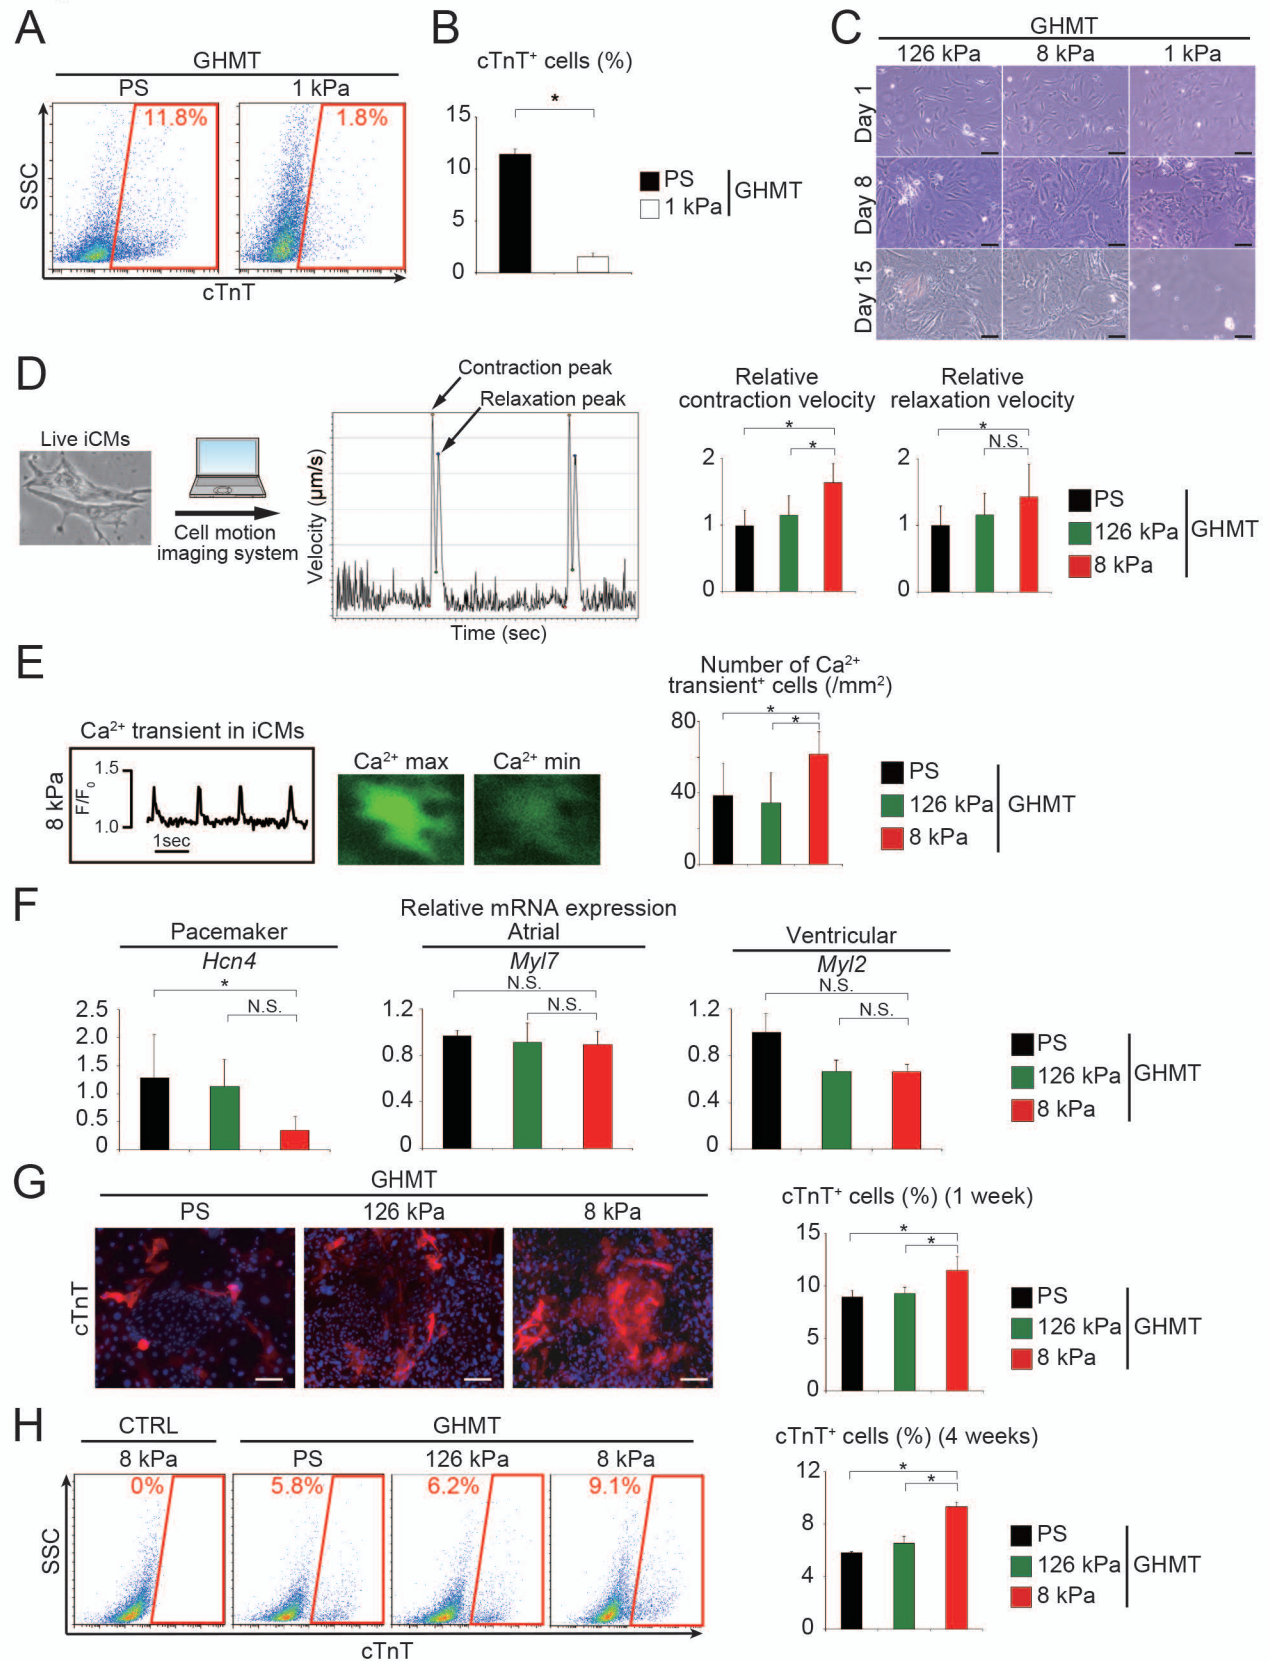 A
GHMT
PS
1 kPa
11.8%
1.8%
SSC
cTnT
B
cTnT⁺ cells (%)
*
15
10
5
0
PS
1 kPa
GHMT
C
GHMT
126 kPa
8 kPa
1 kPa
Day 1
Day 8
Day 15
D
Live iCMs
Cell motion
imaging system
Contraction peak
Relaxation peak
Velocity (µm/s)
Time (sec)
Relative
contraction velocity
*
*
2
1
0
Relative
relaxation velocity
*
N.S.
2
1
0
PS
126 kPa
8 kPa
GHMT
E
Ca²⁺ transient in iCMs
8 kPa
1.5
F/F₀
1.0
1sec
Ca²⁺ max
Ca²⁺ min
Number of Ca²⁺
transient⁺ cells (/mm²)
*
*
80
40
0
PS
126 kPa
8 kPa
GHMT
F
Relative mRNA expression
Pacemaker
Hcn4
*
N.S.
2.5
2.0
1.5
1.0
0.5
0
Atrial
Myl7
N.S.
N.S.
1.2
0.8
0.4
0
Ventricular
Myl2
N.S.
N.S.
1.2
0.8
0.4
0
PS
126 kPa
8 kPa
GHMT
G
GHMT
PS
126 kPa
8 kPa
cTnT
cTnT⁺ cells (%) (1 week)
*
*
15
10
5
0
PS
126 kPa
8 kPa
GHMT
H
CTRL
8 kPa
GHMT
PS
126 kPa
8 kPa
0%
5.8%
6.2%
9.1%
SSC
cTnT
cTnT⁺ cells (%) (4 weeks)
*
*
12
8
4
0
PS
126 kPa
8 kPa
GHMT